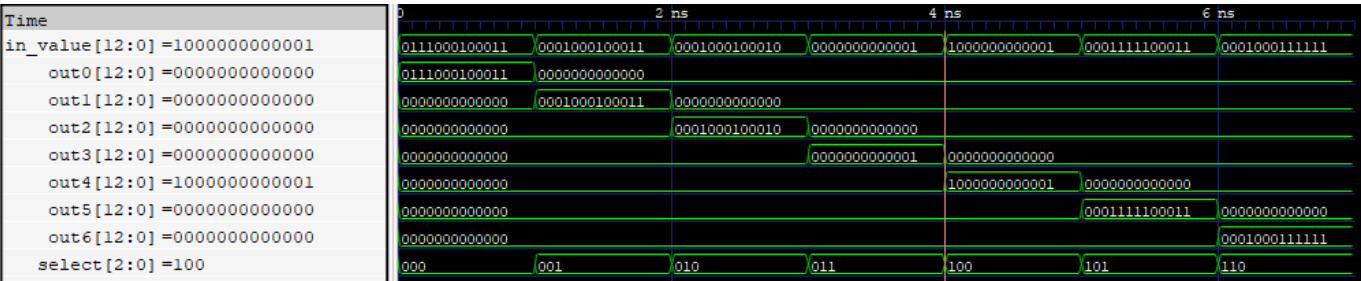 Time 0 2 ns 4 ns 6 ns
in_value[12:0]=1000000000001 0111000100011 0001000100011 0001000100010 0000000000001 1000000000001 0001111100011 0001000111111
out0[12:0]=0000000000000 0111000100011 0000000000000
out1[12:0]=0000000000000 0000000000000 0001000100011 0000000000000
out2[12:0]=0000000000000 0000000000000 0001000100010 0000000000000
out3[12:0]=0000000000000 0000000000000 0000000000001 0000000000000
out4[12:0]=1000000000001 0000000000000 1000000000001 0000000000000
out5[12:0]=0000000000000 0000000000000 0001111100011 0000000000000
out6[12:0]=0000000000000 0000000000000 0001000111111
select[2:0]=100 000 001 010 011 100 101 110